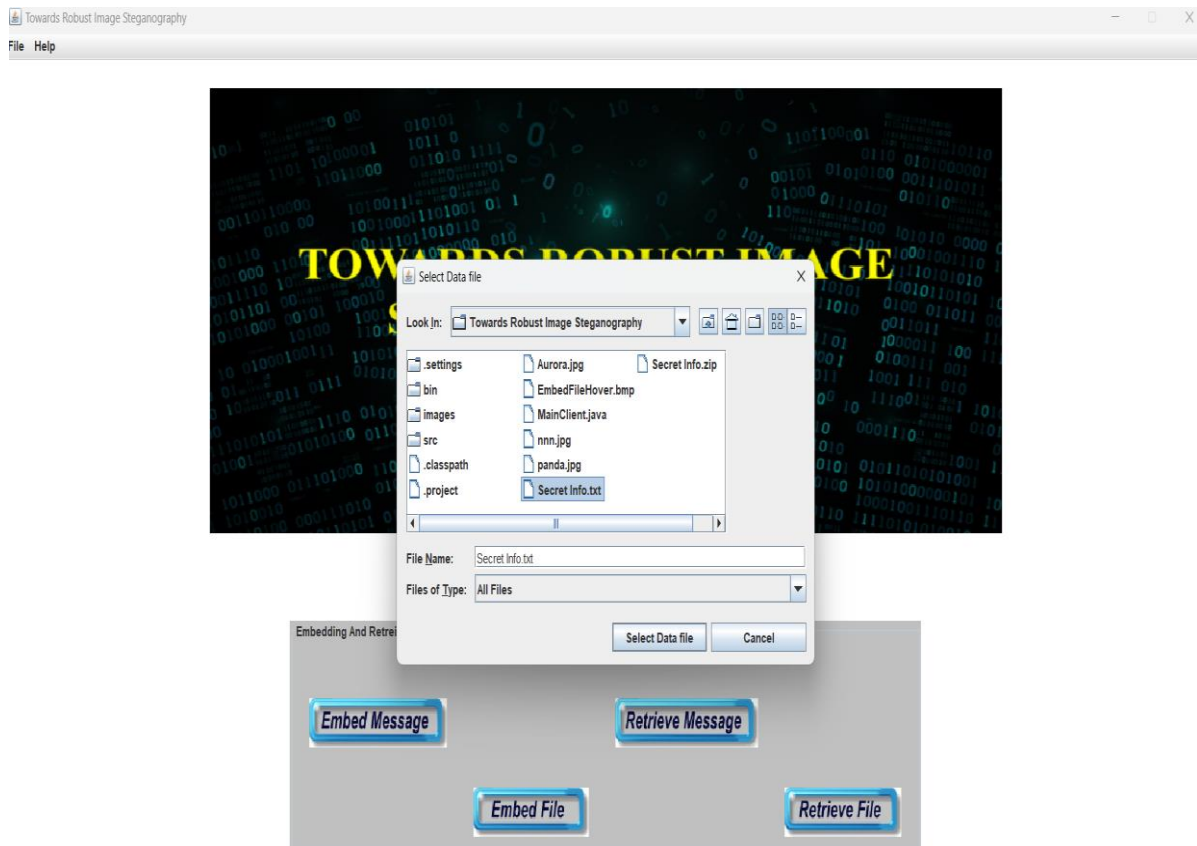 Towards Robust Image Steganography
File Help
TOWARDS ROBUST IMAGE
Select Data file
Look In: Towards Robust Image Steganography
.settings Aurora.jpg Secret Info.zip
bin EmbedFileHover.bmp
images MainClient.java
src nnn.jpg
.classpath panda.jpg
.project Secret Info.txt
File Name: Secret Info.txt
Files of Type: All Files
Select Data file Cancel
Embedding And Retrei
Embed Message Retrieve Message
Embed File Retrieve File